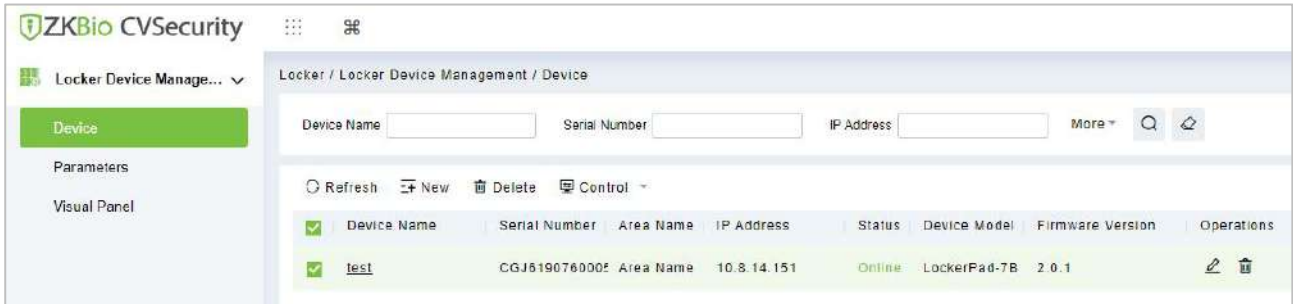 ZKBio CVSecurity
Locker Device Manage...
Locker / Locker Device Management / Device
Device
Parameters
Visual Panel
Device Name Serial Number IP Address More
Refresh New Delete Control
Device Name Serial Number Area Name IP Address Status Device Model Firmware Version Operations
test CGJ6190760005 Area Name 10.8.14.151 Online LockerPad-7B 2.0.1